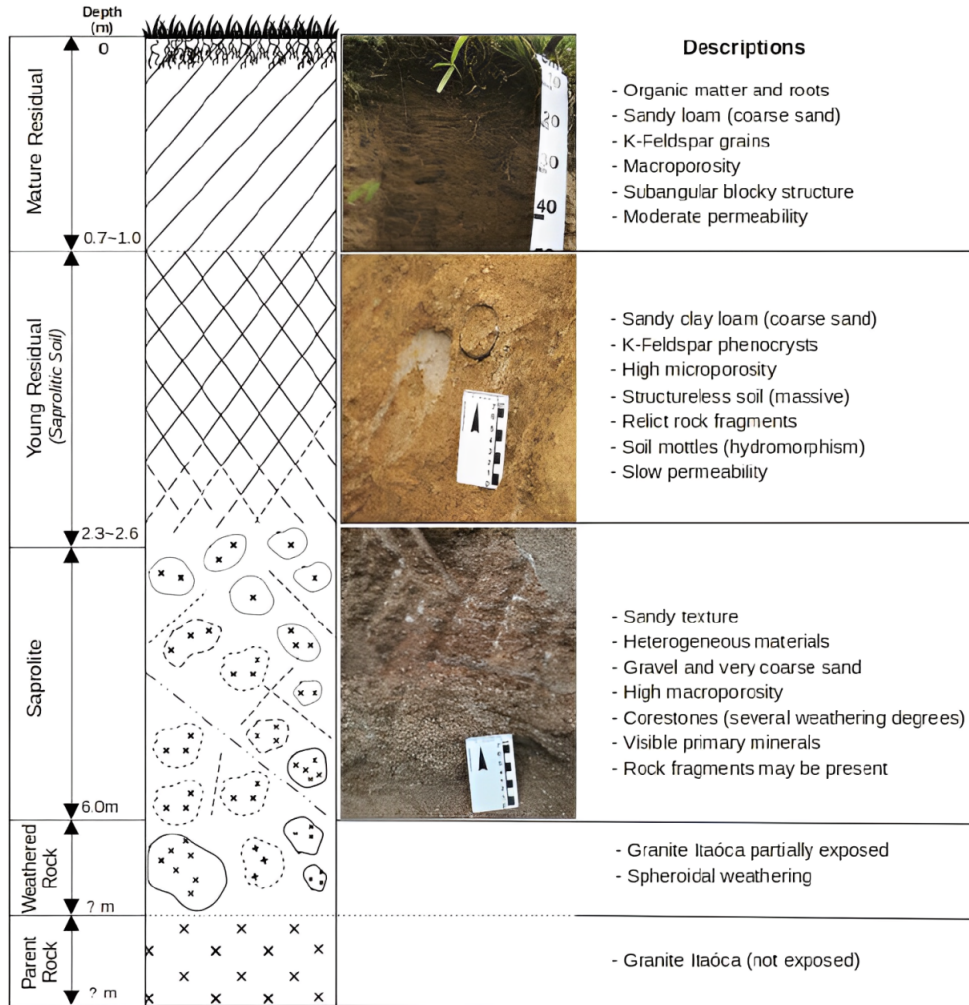 Depth
(m)
0
Mature Residual
0.7~1.0
Young Residual
(Saprolitic Soil)
2.3~2.6
Saprolite
6.0m
Weathered
Rock
? m
Parent
Rock
? m
10
20
30
40
Descriptions
- Organic matter and roots
- Sandy loam (coarse sand)
- K-Feldspar grains
- Macroporosity
- Subangular blocky structure
- Moderate permeability
- Sandy clay loam (coarse sand)
- K-Feldspar phenocrysts
- High microporosity
- Structureless soil (massive)
- Relict rock fragments
- Soil mottles (hydromorphism)
- Slow permeability
- Sandy texture
- Heterogeneous materials
- Gravel and very coarse sand
- High macroporosity
- Corestones (several weathering degrees)
- Visible primary minerals
- Rock fragments may be present
- Granite Itaóca partially exposed
- Spheroidal weathering
- Granite Itaóca (not exposed)